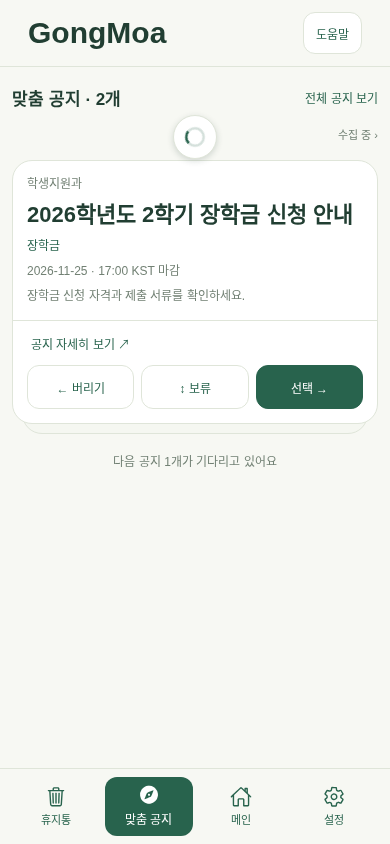 GongMoa
도움말
맞춤 공지 · 2개
전체 공지 보기
수집 중 ›
학생지원과
2026학년도 2학기 장학금 신청 안내
장학금
2026-11-25 · 17:00 KST 마감
장학금 신청 자격과 제출 서류를 확인하세요.
공지 자세히 보기 ↗
← 버리기
↕ 보류
선택 →
다음 공지 1개가 기다리고 있어요
휴지통
맞춤 공지
메인
설정